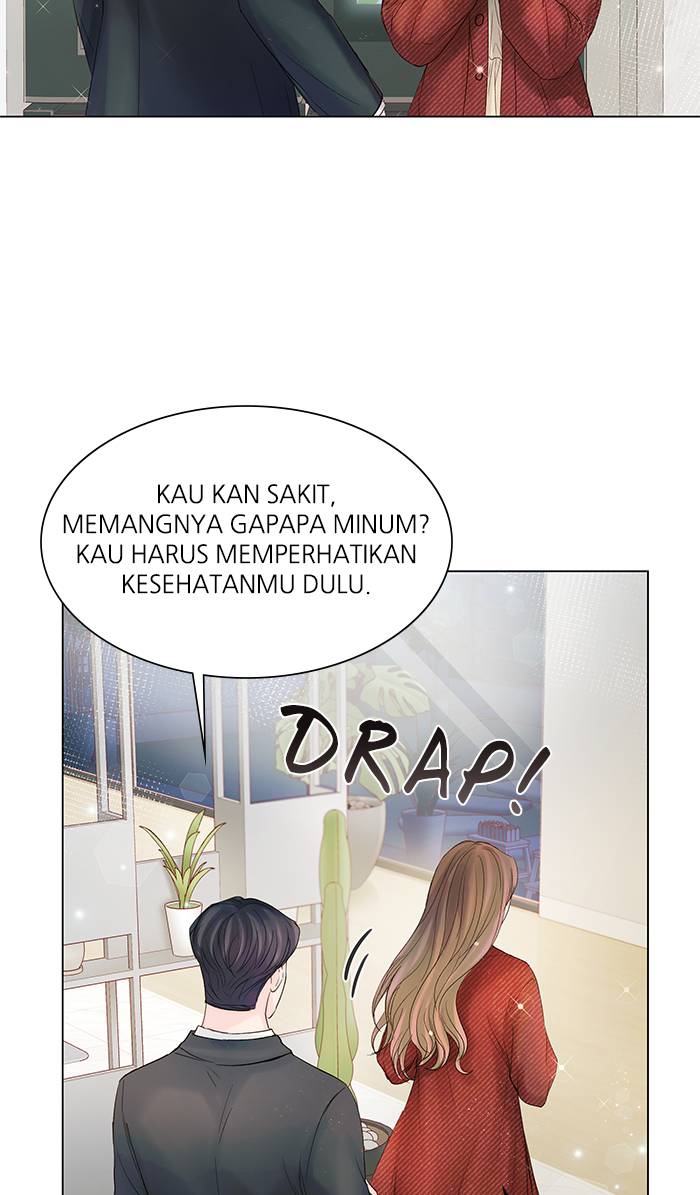 KAU KAN SAKIT,
MEMANGNYA GAPAPA MINUM?
KAU HARUS MEMPERHATIKAN
KESEHATANMU DULU.
DRAP!